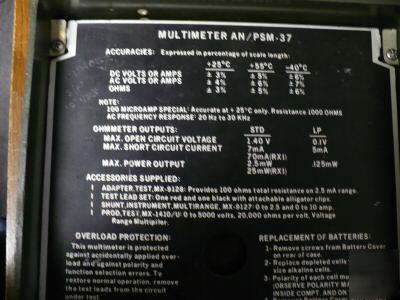 MULTIMETER AN/PSM-37
ACCURACIES: Expressed in percentage of scale length:
+25°C +55°C -40°C
DC VOLTS OR AMPS ± 3% ± 5% ±6%
AC VOLTS OR AMPS ± 4% ± 6% ±7%
OHMS ± 3% ± 5% ±6%
NOTE:
100 MICROAMP SPECIAL: Accurate at +25°C only. Resistance 1000 OHMS
AC FREQUENCY RESPONSE: 20 Hz to 30 KHz
OHMMETER OUTPUTS: STD LP
MAX. OPEN CIRCUIT VOLTAGE 1.40 V 0.1V
MAX. SHORT CIRCUIT CURRENT 7mA 5mA
70mA(RX1)
MAX. POWER OUTPUT 2.5mW .125mW
25mW(RX1)
ACCESSORIES SUPPLIED:
1 ADAPTER,TEST,MX-9128: Provides 100 ohms total resistance on 2.5 mA range.
1 TEST LEAD SET: One red and one black with attachable alligator clips.
1 SHUNT,INSTRUMENT,MULTIRANGE, MX-9127: 0 to 2.5 and 0 to 10 amp.
1 PROD,TEST,MX-1410/U: 0 to 5000 volts, 20,000 ohms per volt, Voltage
Range Multiplier.
OVERLOAD PROTECTION:
This multimeter is protected
against accidentally applied over-
load and against polarity and
function selection errors. To
restore normal operation, remove
the test leads from the circuit
under test
REPLACEMENT OF BATTERIES:
1- Remove screws from Battery Cover
on rear of case.
2- Replace depleted cells
size alkaline cells.
3- Polarity of each cell must
(OBSERVE POLARITY MA
INSIDE COMPT. AND ON